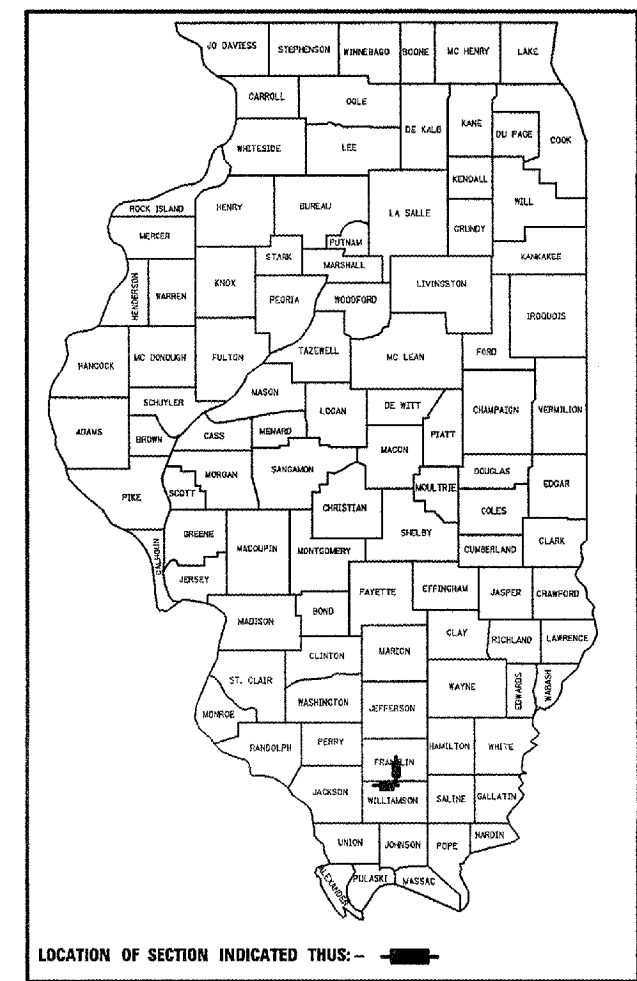 JO DAVIESS STEPHENSON WINNEBAGO BOONE MC HENRY LAKE
CARROLL OGLE DE KALB KANE DU PAGE COOK
WHITESIDE LEE
KENDALL WILL
ROCK ISLAND HENRY BUREAU LA SALLE GRUNDY
MERCER PUTNAM
STARK MARSHALL KANKAKEE
HENDERSON WARREN KNOX PEORIA WOODFORD LIVINGSTON IROQUOIS
HANCOCK MC DONOUGH FULTON TAZEWELL MC LEAN FORD
MASON
SCHUYLER LOGAN DE WITT CHAMPAIGN VERMILION
ADAMS BROWN CASS MENARD MACON PIATT
PIKE SCOTT MORGAN SANGAMON MOULTRIE DOUGLAS EDGAR
CHRISTIAN COLES
CALHOUN GREENE MACOUPIN MONTGOMERY SHELBY CUMBERLAND CLARK
JERSEY FAYETTE EFFINGHAM JASPER CRAWFORD
MADISON BOND
CLAY RICHLAND LAWRENCE
CLINTON MARION
ST. CLAIR WAYNE EDWARDS WABASH
MONROE WASHINGTON JEFFERSON
RANDOLPH PERRY HAMILTON WHITE
FRANKLIN
JACKSON WILLIAMSON SALINE GALLATIN
UNION JOHNSON POPE HARDIN
ALEXANDER PULASKI MASSAC
LOCATION OF SECTION INDICATED THUS:-